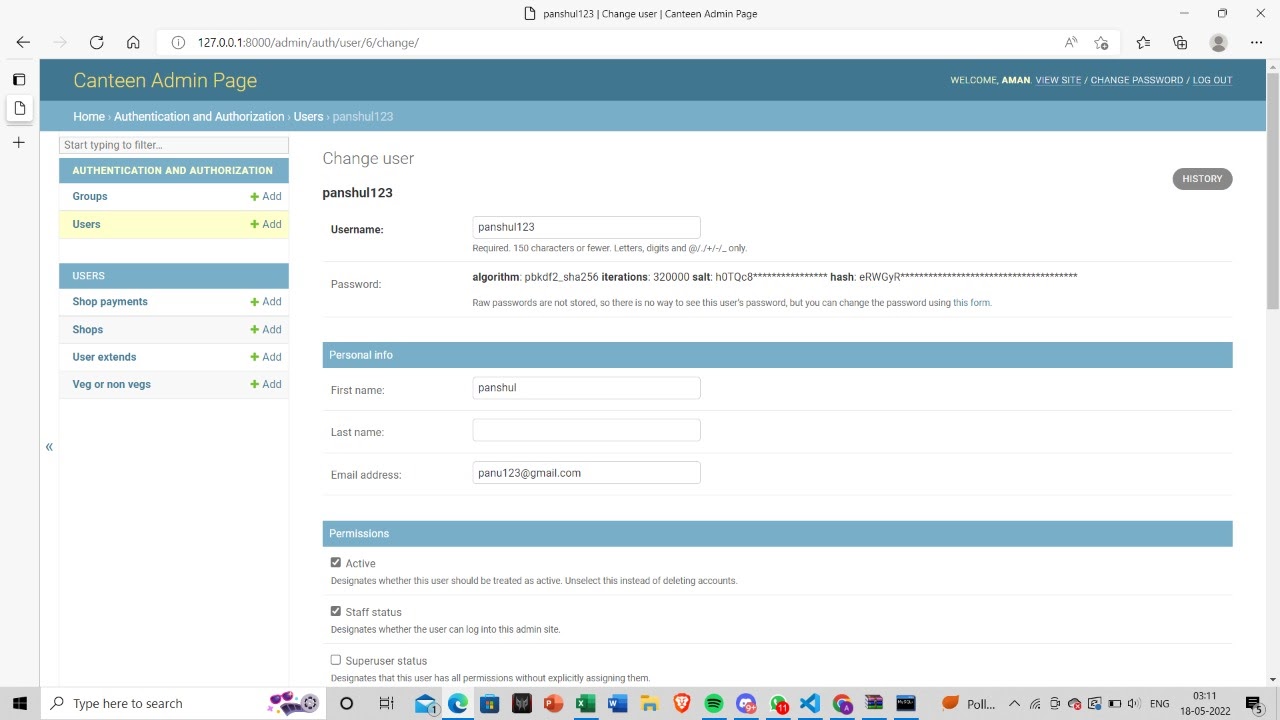 panshul123 | Change user | Canteen Admin Page
127.0.0.1:8000/admin/auth/user/6/change/
Canteen Admin Page
WELCOME, AMAN. VIEW SITE / CHANGE PASSWORD / LOG OUT
Home › Authentication and Authorization › Users › panshul123
Start typing to filter...
AUTHENTICATION AND AUTHORIZATION
Groups + Add
Users + Add
USERS
Shop payments + Add
Shops + Add
User extends + Add
Veg or non vegs + Add
«
Change user
HISTORY
panshul123
Username: panshul123
Required. 150 characters or fewer. Letters, digits and @/./+/-/_ only.
Password: algorithm: pbkdf2_sha256 iterations: 320000 salt: h0TQc8**************** hash: eRWGyR**************************************
Raw passwords are not stored, so there is no way to see this user's password, but you can change the password using this form.
Personal info
First name: panshul
Last name:
Email address: panu123@gmail.com
Permissions
Active
Designates whether this user should be treated as active. Unselect this instead of deleting accounts.
Staff status
Designates whether the user can log into this admin site.
Superuser status
Designates that this user has all permissions without explicitly assigning them.
Type here to search
Poll...
ENG
03:11
18-05-2022